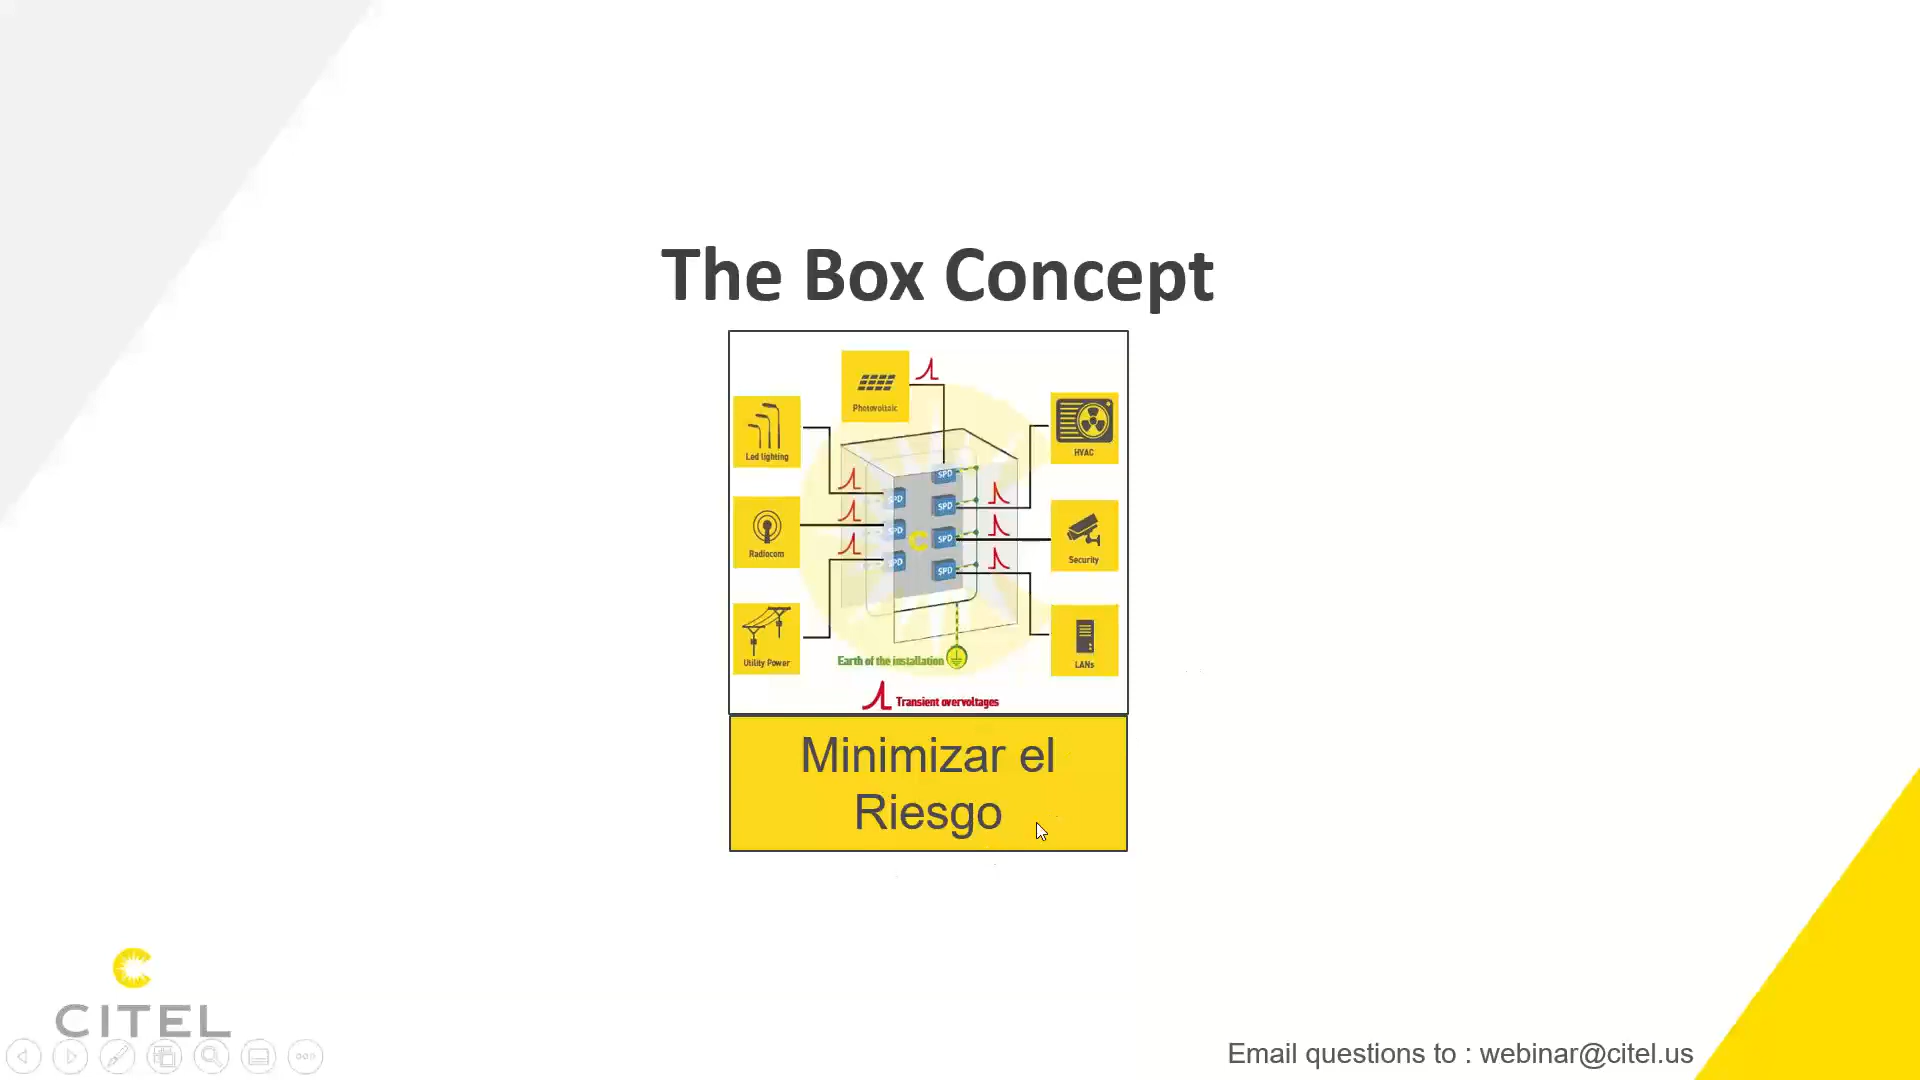 The Box Concept
Photovoltaic
Led lighting
HVAC
SPD
SPD
SPD
Radiocom
SPD
SPD
Security
SPD
SPD
Utility Power
LANs
Earth of the installation
Transient overvoltages
Minimizar el
Riesgo
CITEL
Email questions to : webinar@citel.us